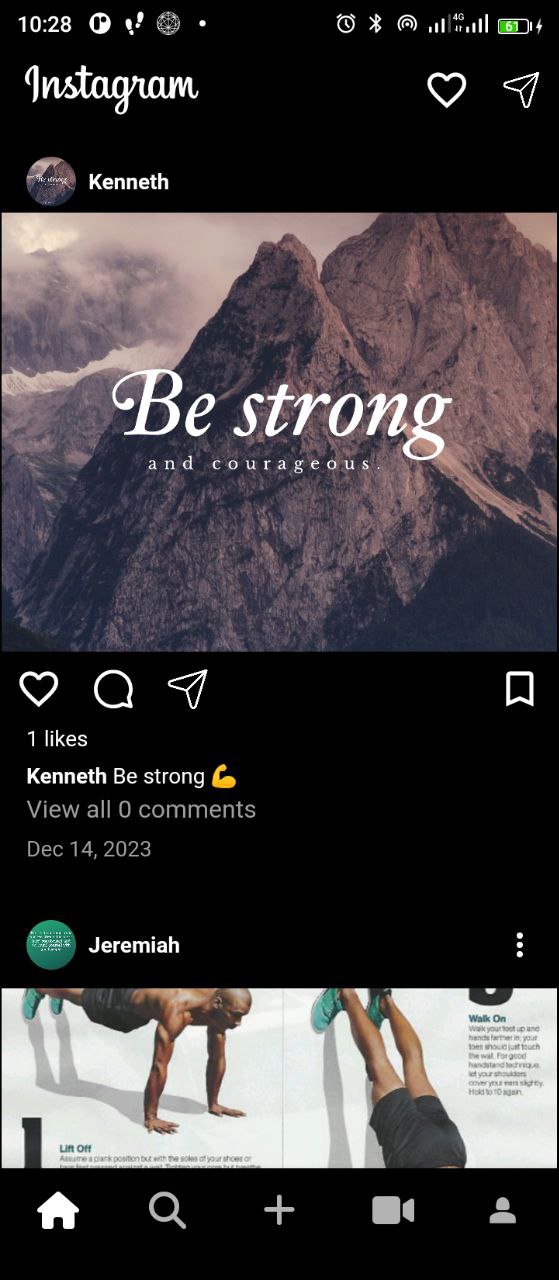 10:28
4G
61
Instagram
Kenneth
Be strong
and courageous.
1 likes
Kenneth Be strong 💪
View all 0 comments
Dec 14, 2023
Jeremiah
Walk On
Walk your feet up and
hands farther in; your
toes should just touch
the wall. For good
handstand technique,
let your shoulders
cover your ears slightly.
Hold to 10 again.
Lift Off
Assume a plank position but with the soles of your shoes or